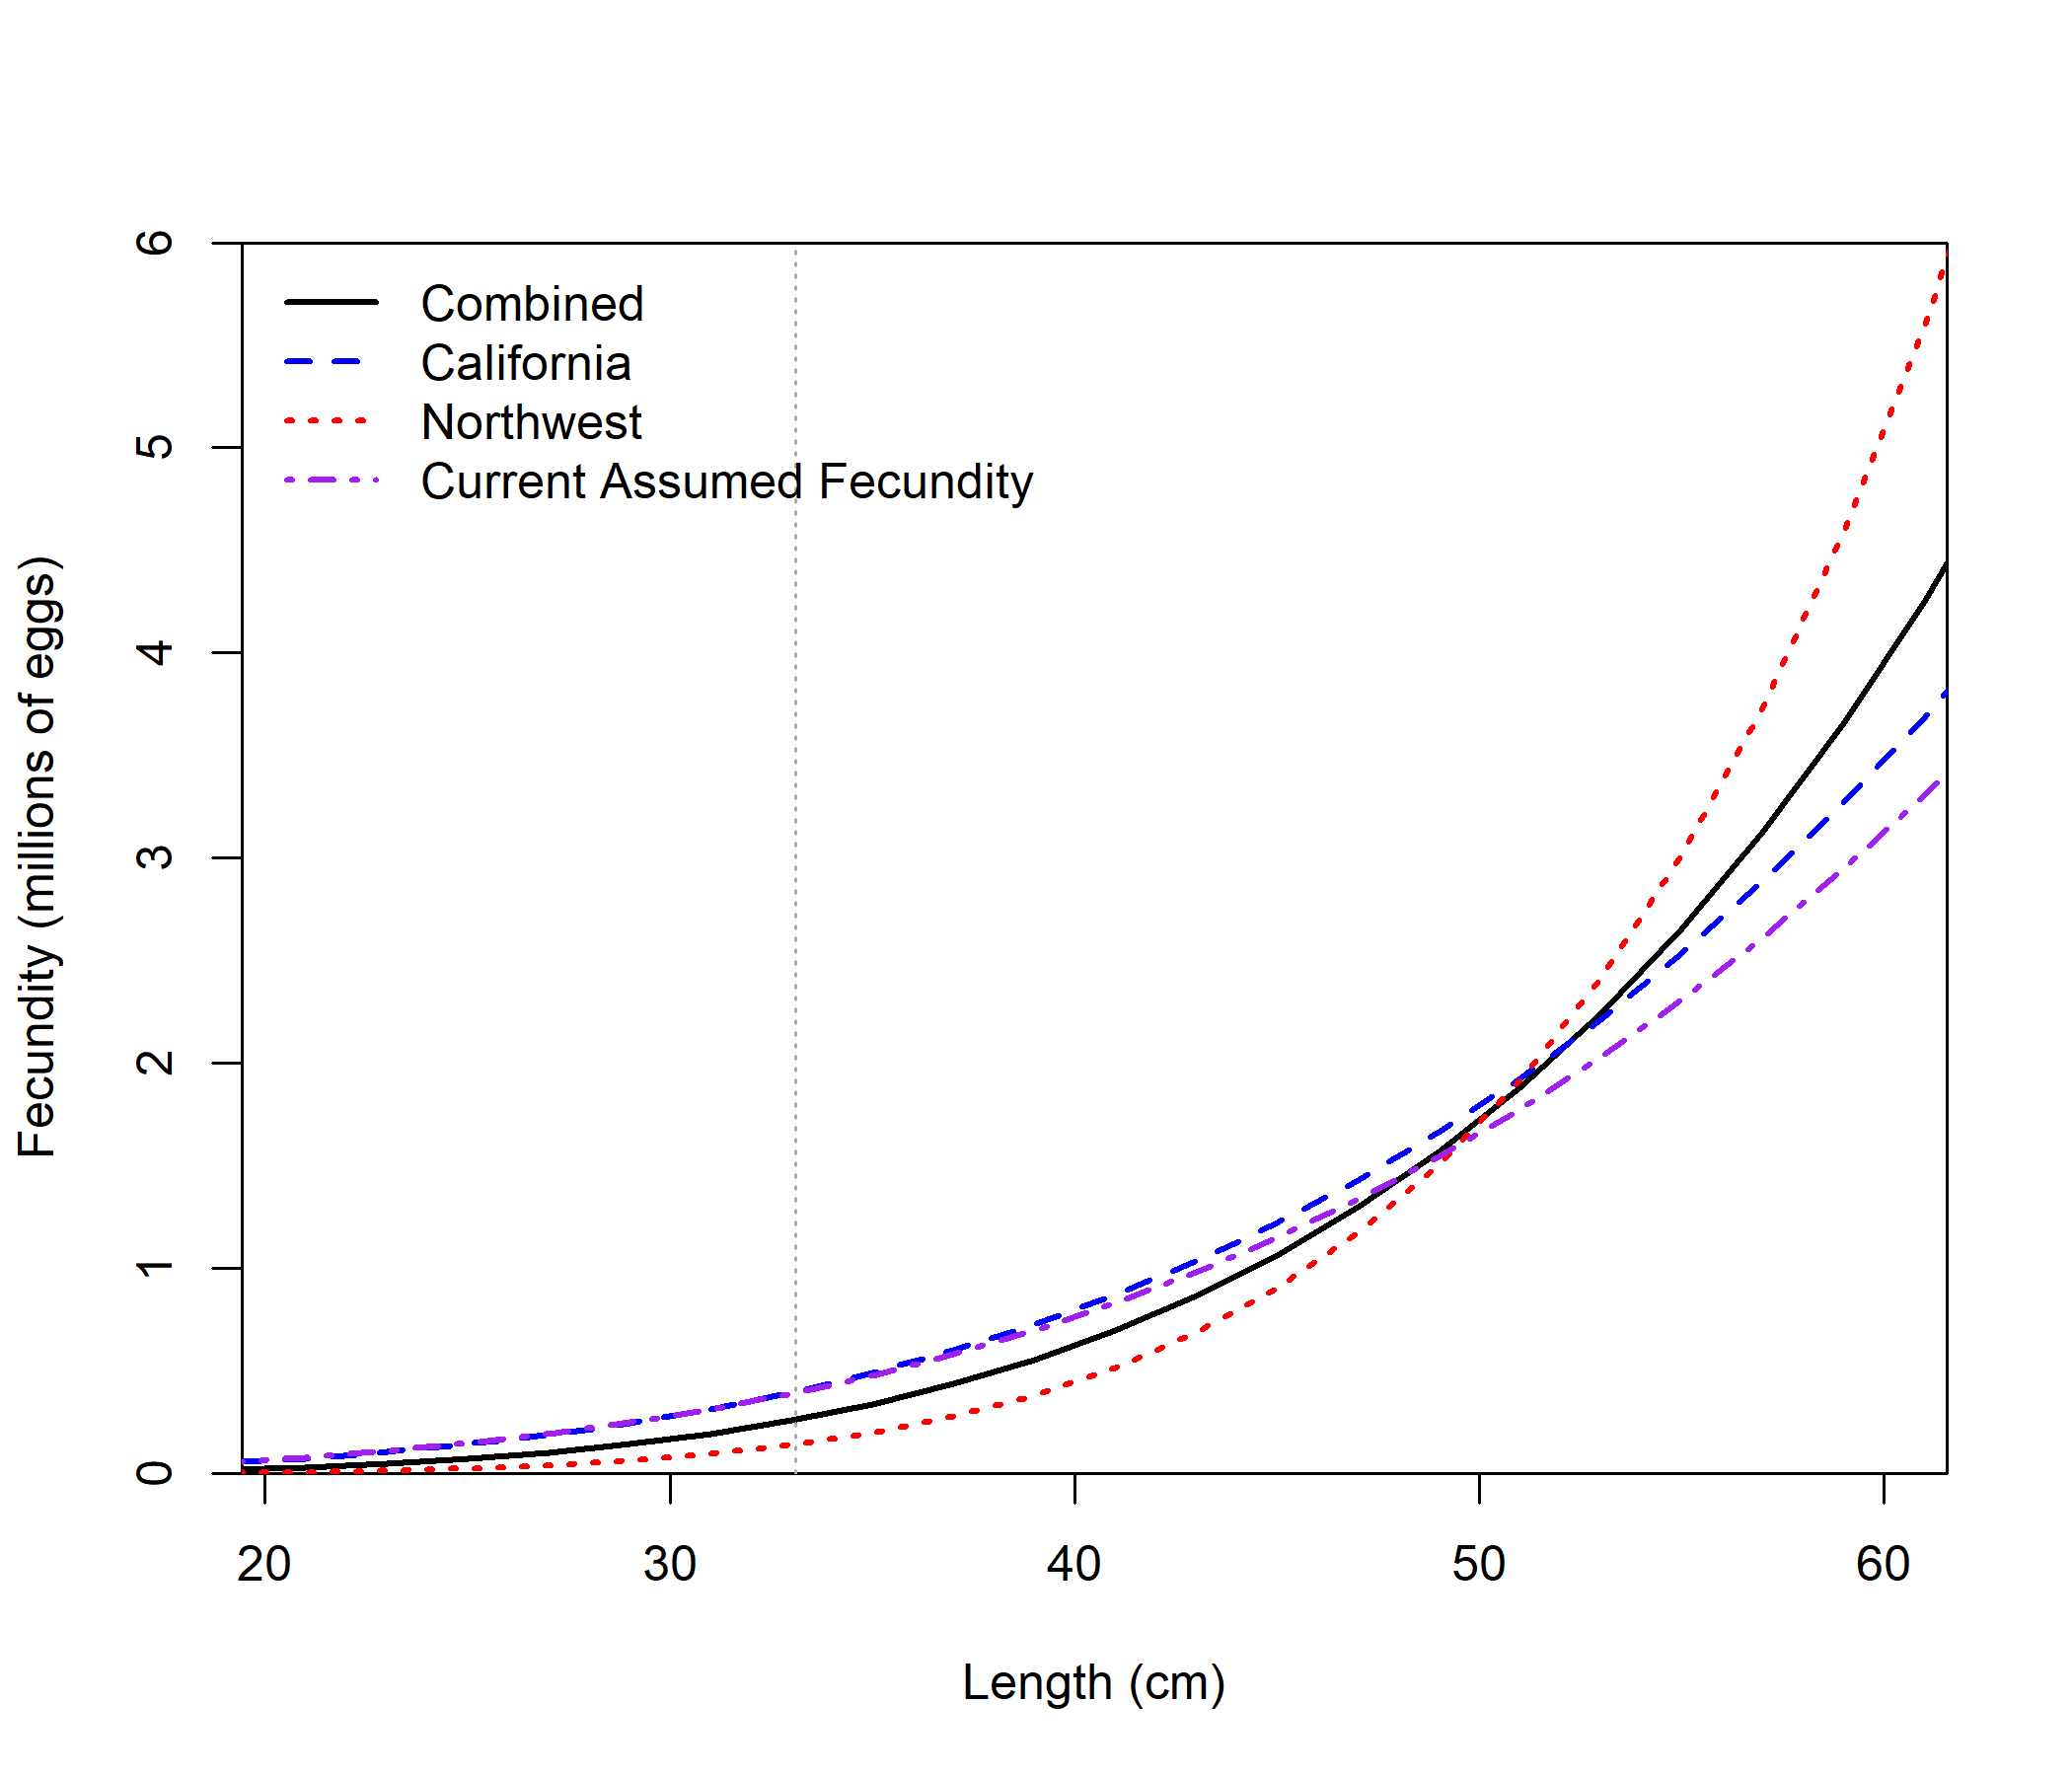 Combined
California
Northwest
Current Assumed Fecundity
Fecundity (millions of eggs)
6
5
4
3
2
1
0
20 30 40 50 60
Length (cm)